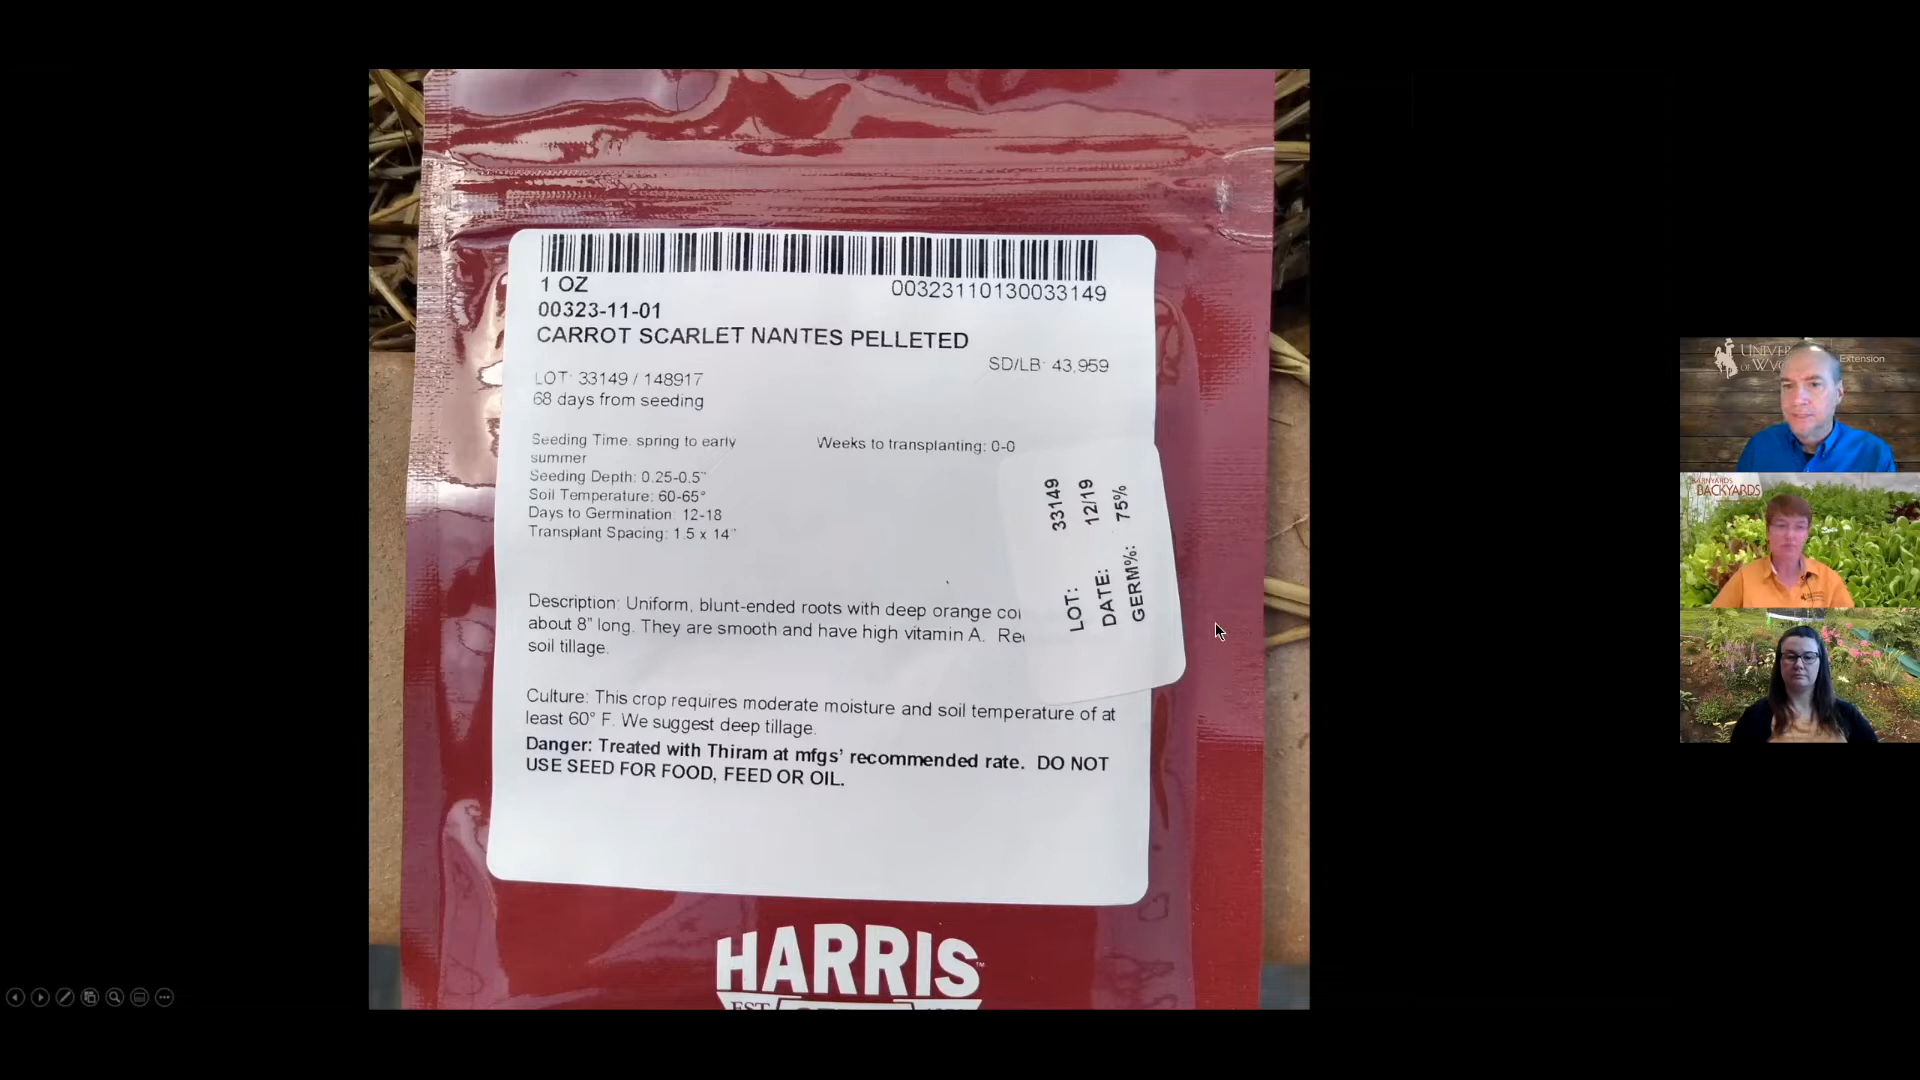 1 OZ
00323110130033149
00323-11-01
CARROT SCARLET NANTES PELLETED
SD/LB: 43,959
LOT: 33149 / 148917
68 days from seeding
Seeding Time: spring to early
summer
Weeks to transplanting: 0-0
Seeding Depth: 0.25-0.5"
Soil Temperature: 60-65°
Days to Germination: 12-18
Transplant Spacing: 1.5 x 14"
LOT: 33149
DATE: 12/19
GERM%: 75%
Description: Uniform, blunt-ended roots with deep orange
about 8" long. They are smooth and have high vitamin A.
soil tillage.
Culture: This crop requires moderate moisture and soil temperature of at
least 60° F. We suggest deep tillage.
Danger: Treated with Thiram at mfgs' recommended rate. DO NOT
USE SEED FOR FOOD, FEED OR OIL.
HARRIS
EST
Extension
BARNYARDS
BACKYARDS